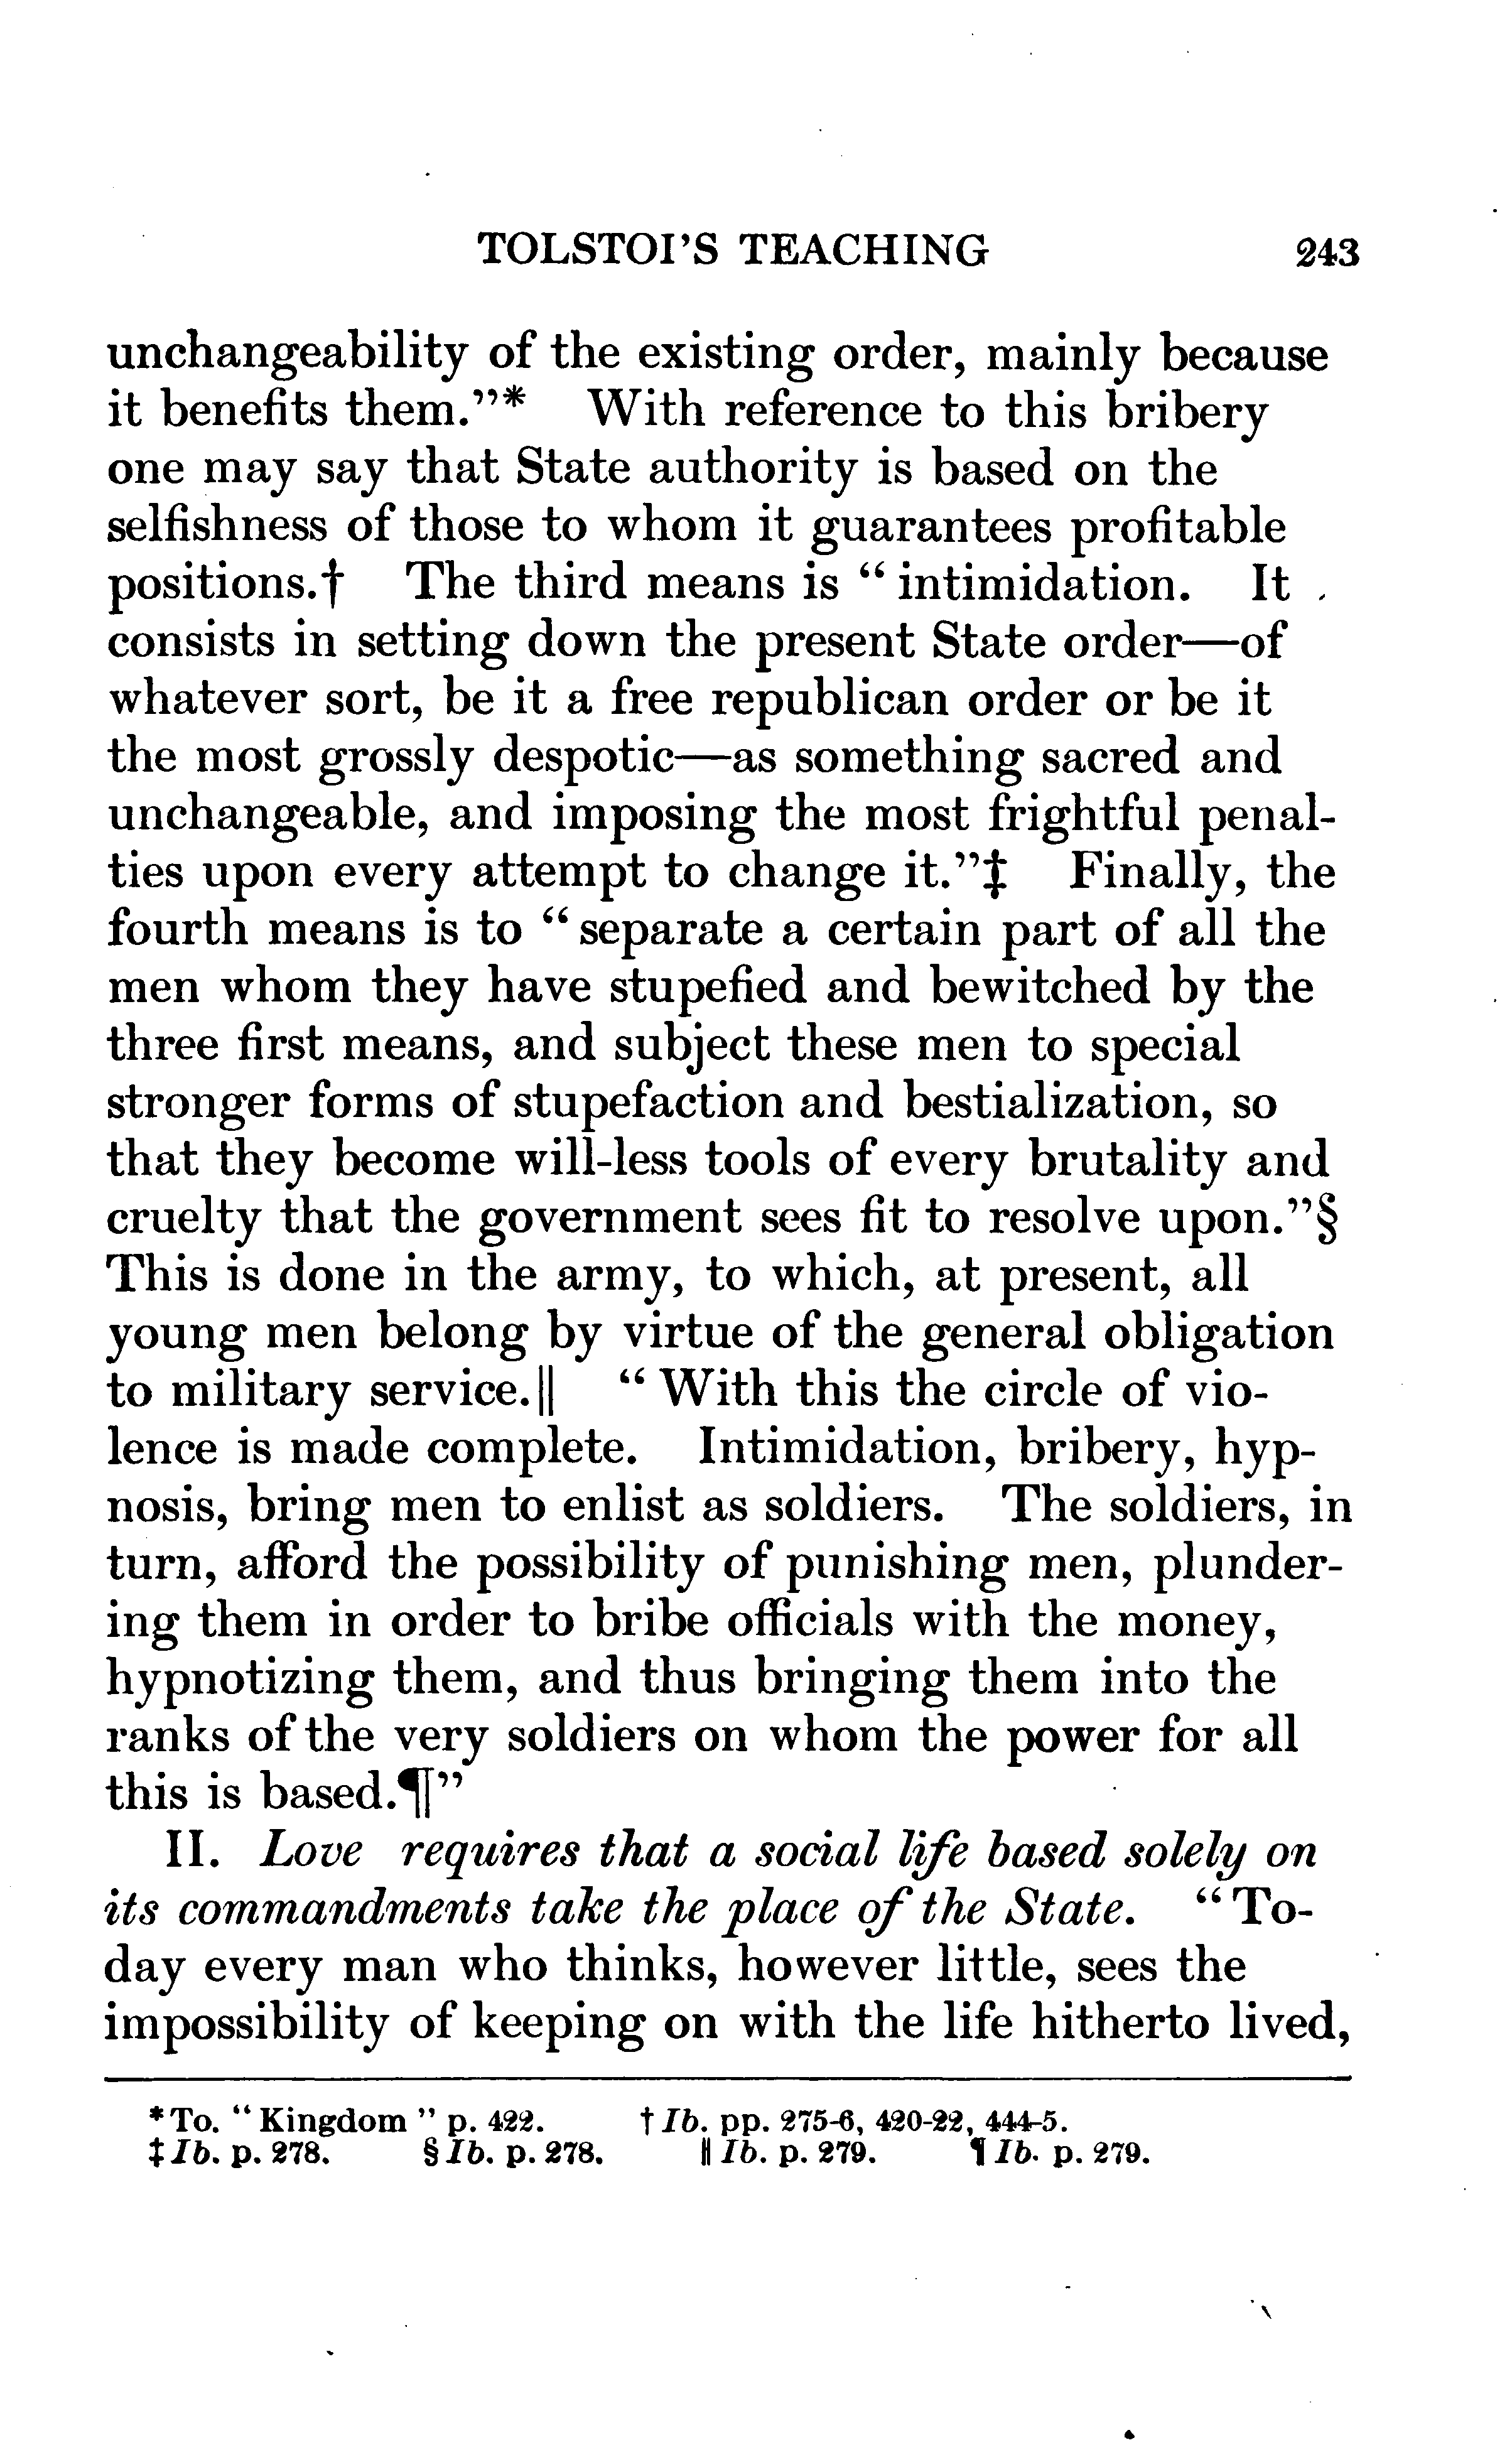 TOLSTOI'S TEACHING 243
unchangeability of the existing order, mainly because
it benefits them."* With reference to this bribery
one may say that State authority is based on the
selfishness of those to whom it guarantees profitable
positions.† The third means is "intimidation. It
consists in setting down the present State order—of
whatever sort, be it a free republican order or be it
the most grossly despotic—as something sacred and
unchangeable, and imposing the most frightful penal-
ties upon every attempt to change it."‡ Finally, the
fourth means is to "separate a certain part of all the
men whom they have stupefied and bewitched by the
three first means, and subject these men to special
stronger forms of stupefaction and bestialization, so
that they become will-less tools of every brutality and
cruelty that the government sees fit to resolve upon."§
This is done in the army, to which, at present, all
young men belong by virtue of the general obligation
to military service.‖ "With this the circle of vio-
lence is made complete. Intimidation, bribery, hyp-
nosis, bring men to enlist as soldiers. The soldiers, in
turn, afford the possibility of punishing men, plunder-
ing them in order to bribe officials with the money,
hypnotizing them, and thus bringing them into the
ranks of the very soldiers on whom the power for all
this is based.¶"
II. Love requires that a social life based solely on
its commandments take the place of the State. "To-
day every man who thinks, however little, sees the
impossibility of keeping on with the life hitherto lived,
*To. "Kingdom" p. 422. †Ib. pp. 275-6, 420-22, 444-5.
‡Ib. p. 278. §Ib. p. 278. ‖Ib. p. 279. ¶Ib. p. 279.